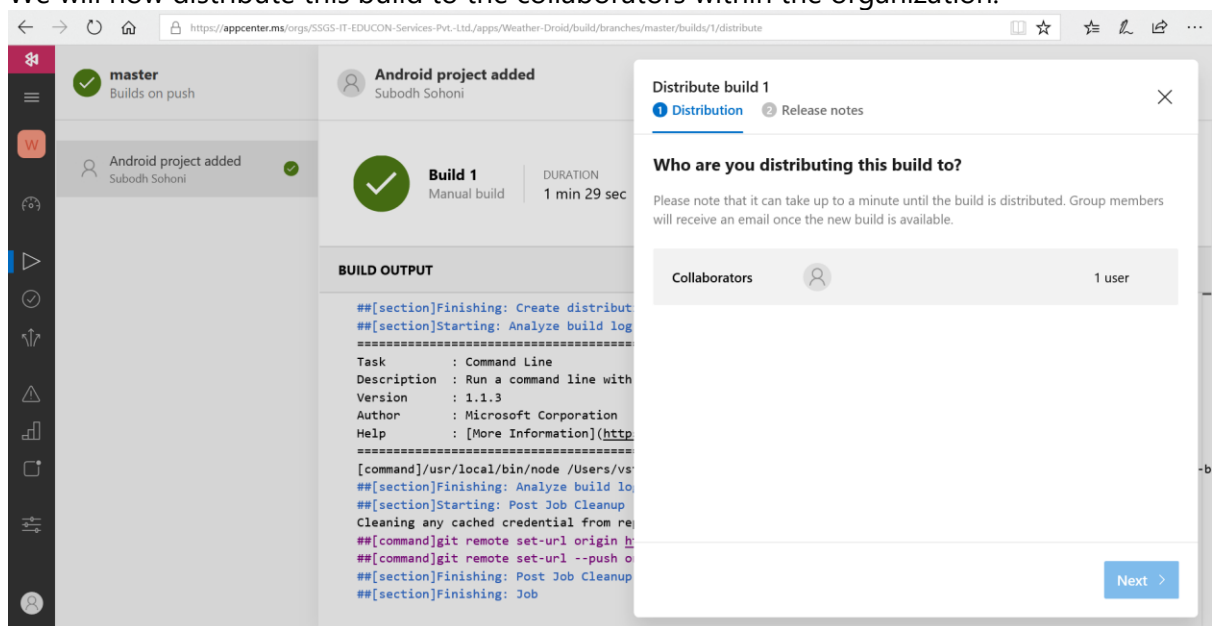 We will now distribute this build to the collaborators within the organization.
https://appcenter.ms/orgs/SSGS-IT-EDUCON-Services-Pvt.-Ltd./apps/Weather-Droid/build/branches/master/builds/1/distribute
W
master
Builds on push
Android project added
Subodh Sohoni
Android project added
Subodh Sohoni
Build 1
Manual build
DURATION
1 min 29 sec
BUILD OUTPUT
##[section]Finishing: Create distribut
##[section]Starting: Analyze build log
Task : Command Line
Description : Run a command line with
Version : 1.1.3
Author : Microsoft Corporation
Help : [More Information](http
[command]/usr/local/bin/node /Users/vs
##[section]Finishing: Analyze build lo
##[section]Starting: Post Job Cleanup
Cleaning any cached credential from re
##[command]git remote set-url origin h
##[command]git remote set-url --push o
##[section]Finishing: Post Job Cleanup
##[section]Finishing: Job
-b
Distribute build 1
1 Distribution 2 Release notes
Who are you distributing this build to?
Please note that it can take up to a minute until the build is distributed. Group members
will receive an email once the new build is available.
Collaborators 1 user
Next >